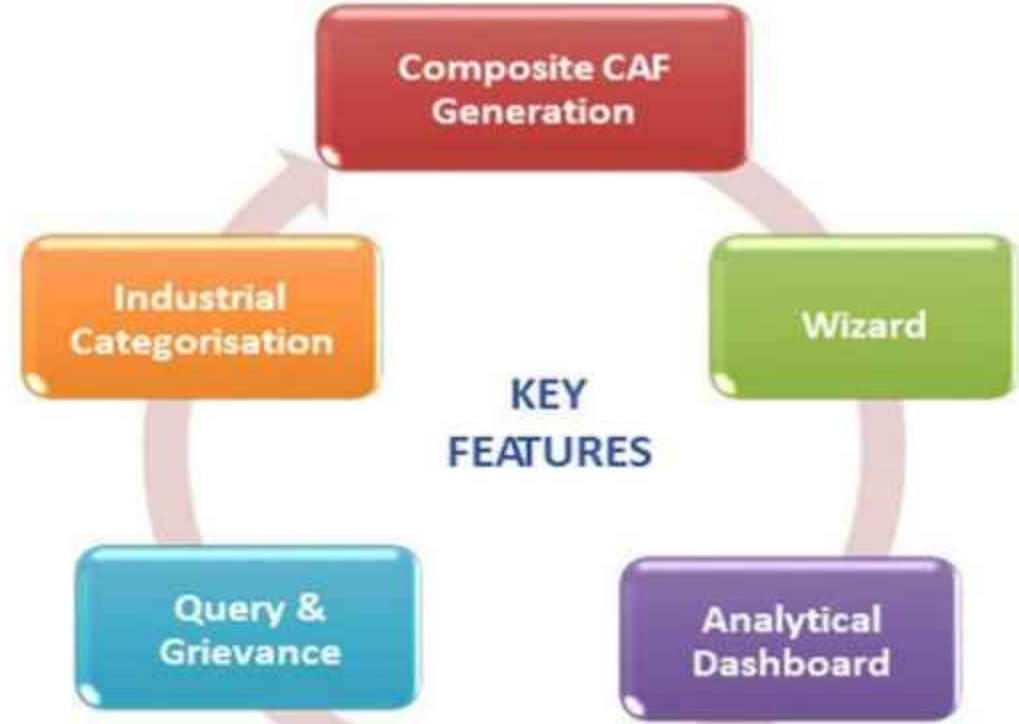 Composite CAF
Generation
Industrial
Categorisation
Wizard
KEY
FEATURES
Query &
Grievance
Analytical
Dashboard